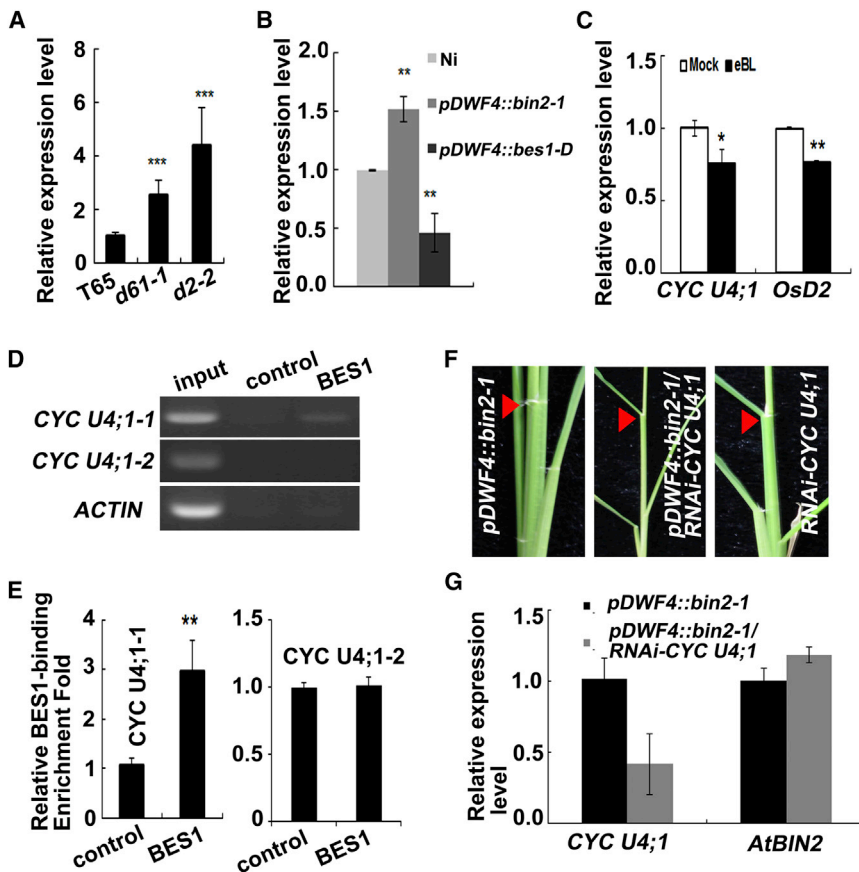 A
Relative expression level
8
6
4
2
0
***
***
T65
d61-1
d2-2
B
Relative expression level
2.0
1.5
1.0
0.5
0.0
**
**
Ni
pDWF4::bin2-1
pDWF4::bes1-D
C
Relative expression level
1.5
1.0
0.5
0.0
Mock
eBL
*
**
CYC U4;1
OsD2
D
input
control
BES1
CYC U4;1-1
CYC U4;1-2
ACTIN
E
Relative BES1-binding
Enrichment Fold
4
3
2
1
0
CYC U4;1-1
**
control
BES1
1.5
1.0
0.5
0.0
CYC U4;1-2
control
BES1
F
pDWF4::bin2-1
pDWF4::bin2-1/
RNAi-CYC U4;1
RNAi-CYC U4;1
G
Relative expression
level
1.5
1.0
0.5
0.0
pDWF4::bin2-1
pDWF4::bin2-1/
RNAi-CYC U4;1
CYC U4;1
AtBIN2